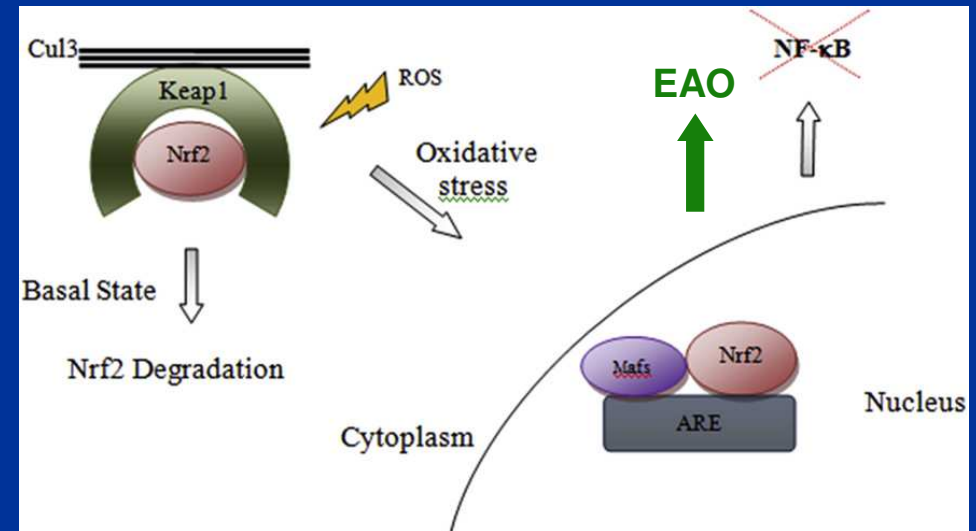 Cul3
Keap1
Nrf2
ROS
Oxidative
stress
EAO
NF-κB
Basal State
Nrf2 Degradation
Cytoplasm
Mafs
Nrf2
ARE
Nucleus